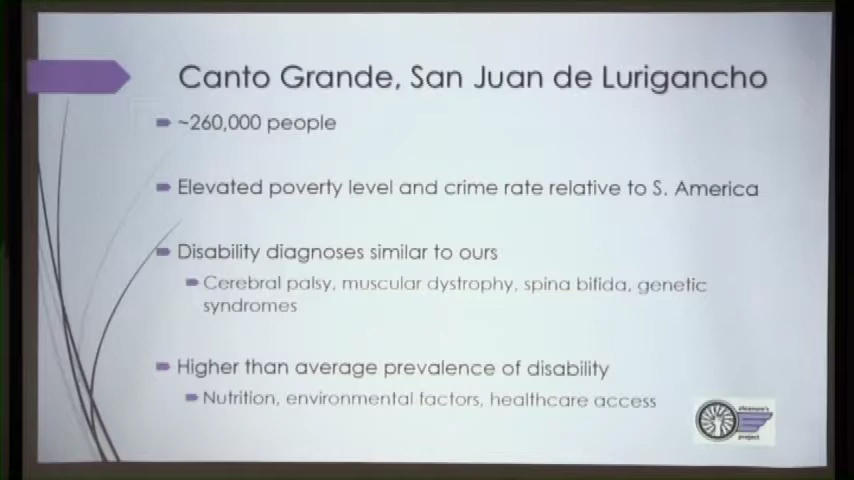 Canto Grande, San Juan de Lurigancho
~260,000 people
Elevated poverty level and crime rate relative to S. America
Disability diagnoses similar to ours
Cerebral palsy, muscular dystrophy, spina bifida, genetic
syndromes
Higher than average prevalence of disability
Nutrition, environmental factors, healthcare access
project